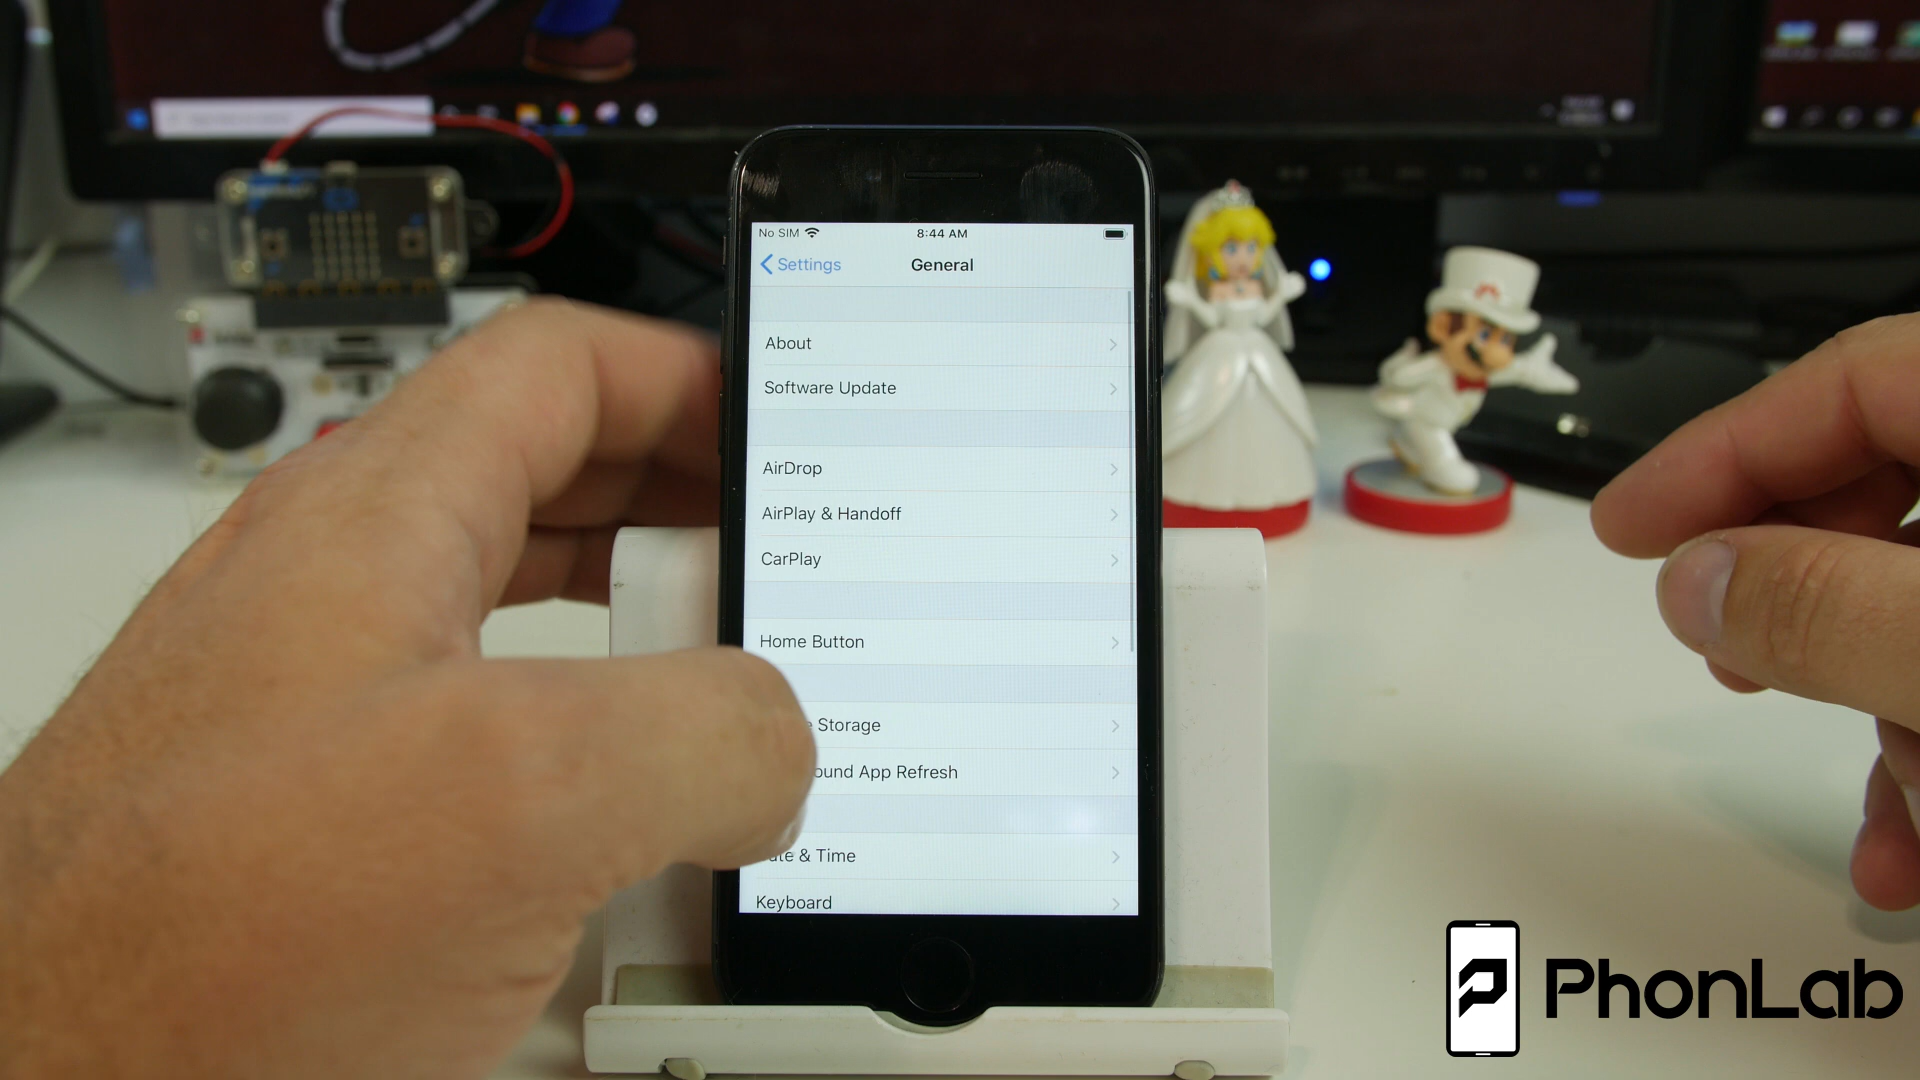 No SIM 8:44 AM
Settings General
About
Software Update
AirDrop
AirPlay & Handoff
CarPlay
Home Button
Storage
ound App Refresh
ate & Time
Keyboard
PhonLab